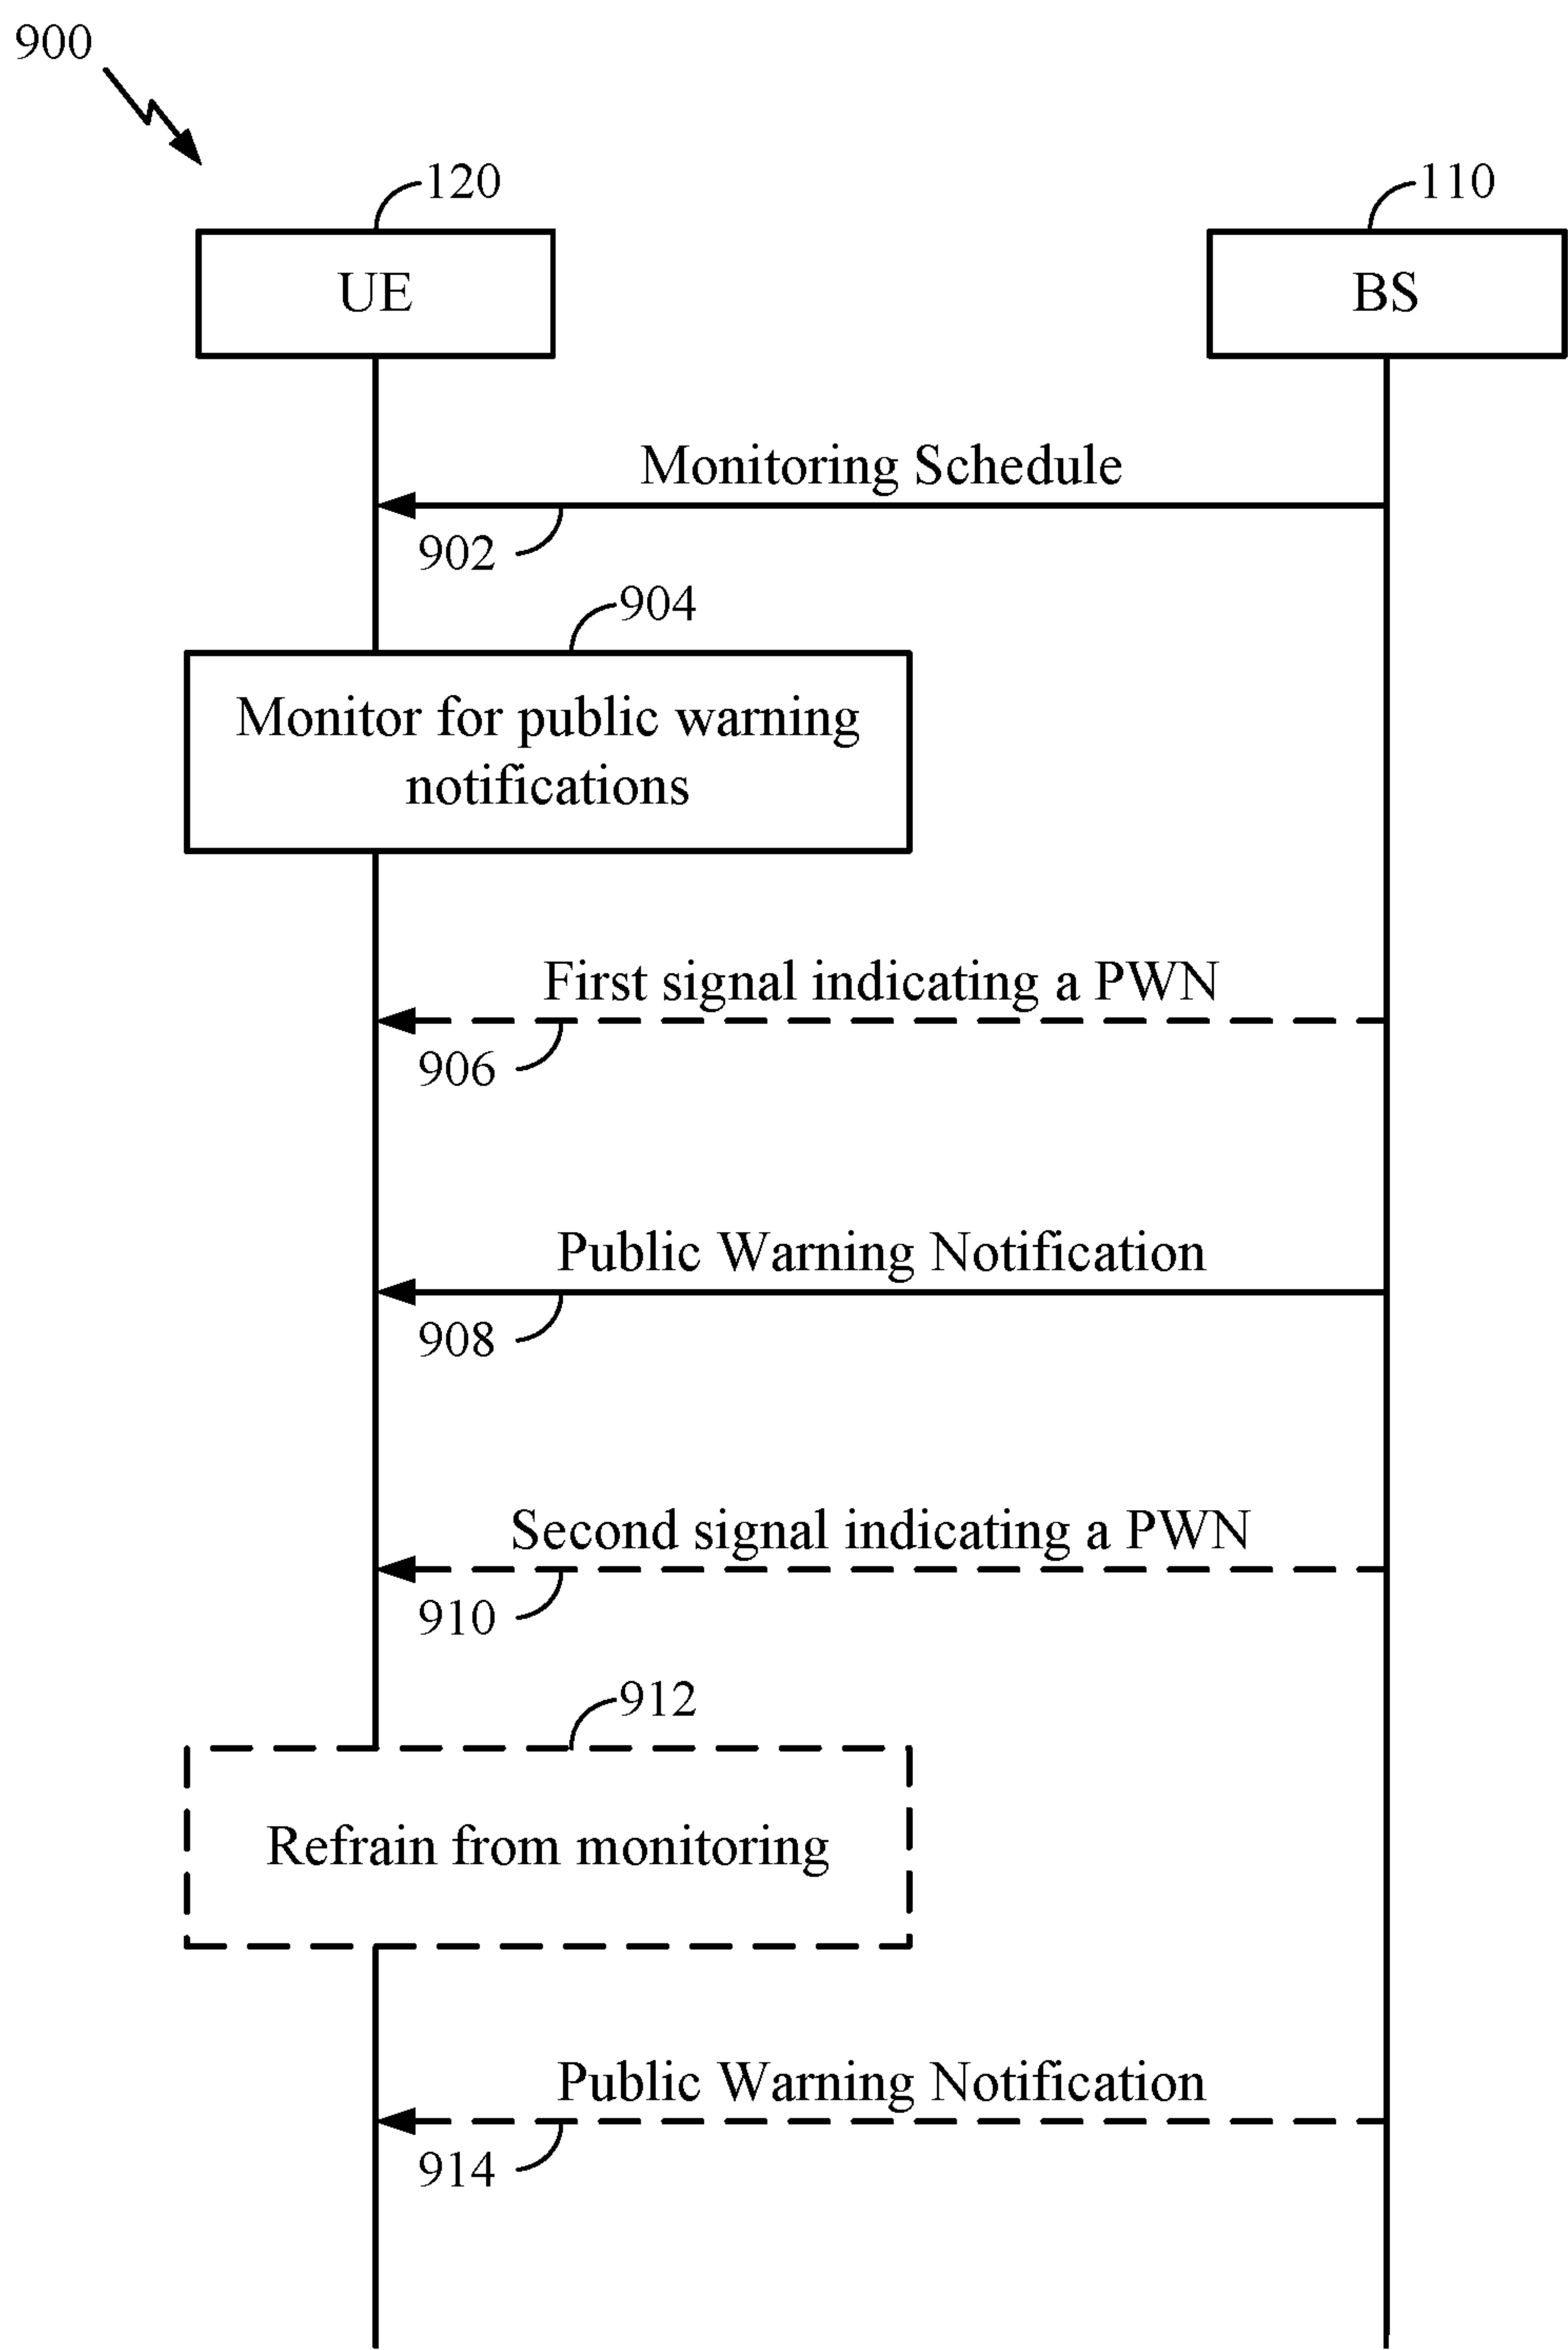 900
120
110
UE
BS
Monitoring Schedule
902
904
Monitor for public warning
notifications
First signal indicating a PWN
906
Public Warning Notification
908
Second signal indicating a PWN
910
912
Refrain from monitoring
Public Warning Notification
914